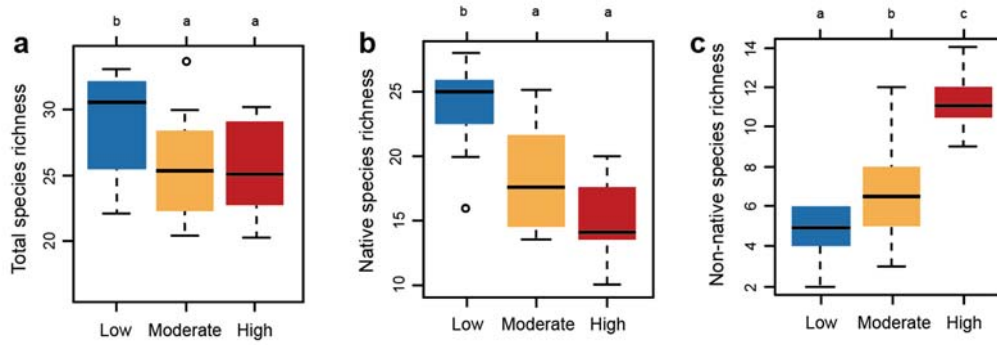 a
b a a
Total species richness
30
25
20
Low Moderate High
b
b a a
Native species richness
25
20
15
10
Low Moderate High
c
a b c
Non-native species richness
14
12
10
8
6
4
2
Low Moderate High